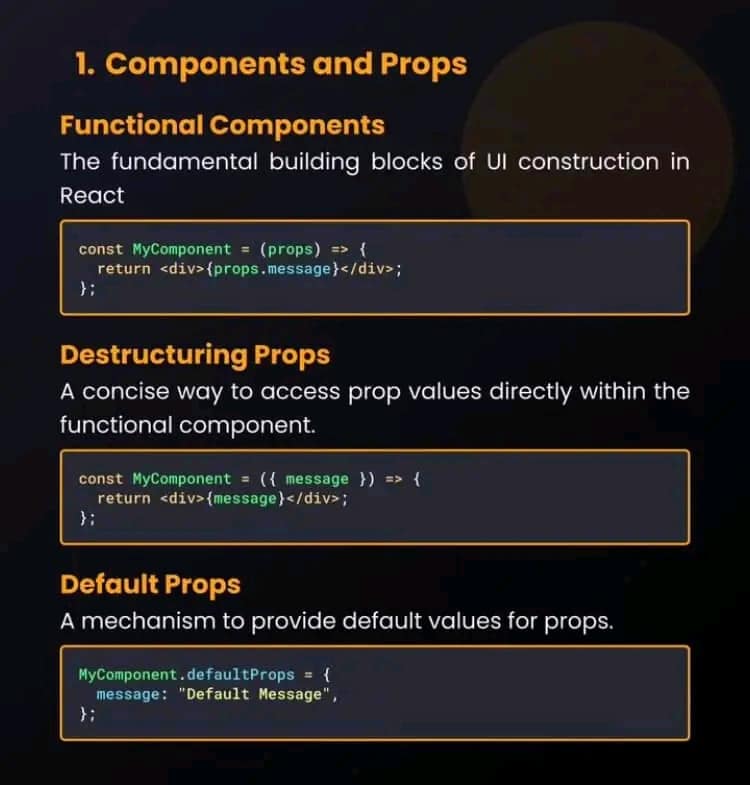 1. Components and Props
Functional Components
The fundamental building blocks of UI construction in
React
const MyComponent = (props) => {
  return <div>{props.message}</div>;
};
Destructuring Props
A concise way to access prop values directly within the
functional component.
const MyComponent = ({ message }) => {
  return <div>{message}</div>;
};
Default Props
A mechanism to provide default values for props.
MyComponent.defaultProps = {
  message: "Default Message",
};